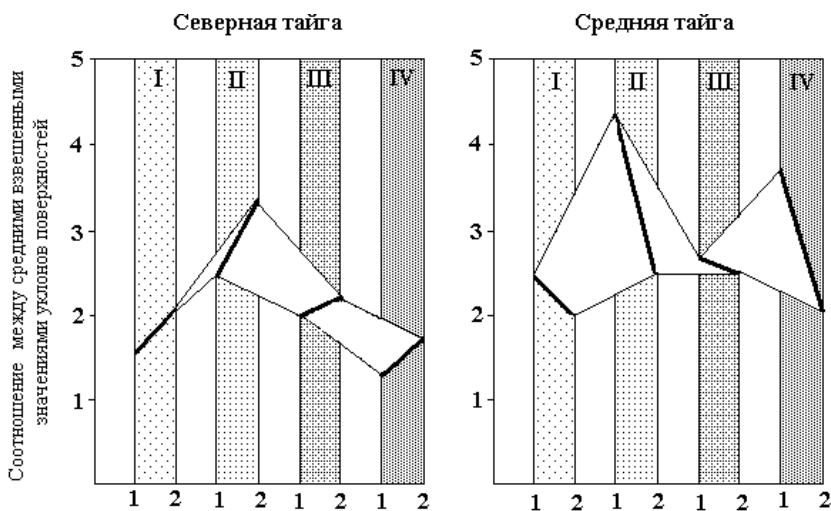 Северная тайга
Средняя тайга
Соотношение между средними взвешенными
значениями уклонов поверхностей
5
4
3
2
1
I II III IV
1 2 1 2 1 2 1 2
5
4
3
2
1
I II III IV
1 2 1 2 1 2 1 2